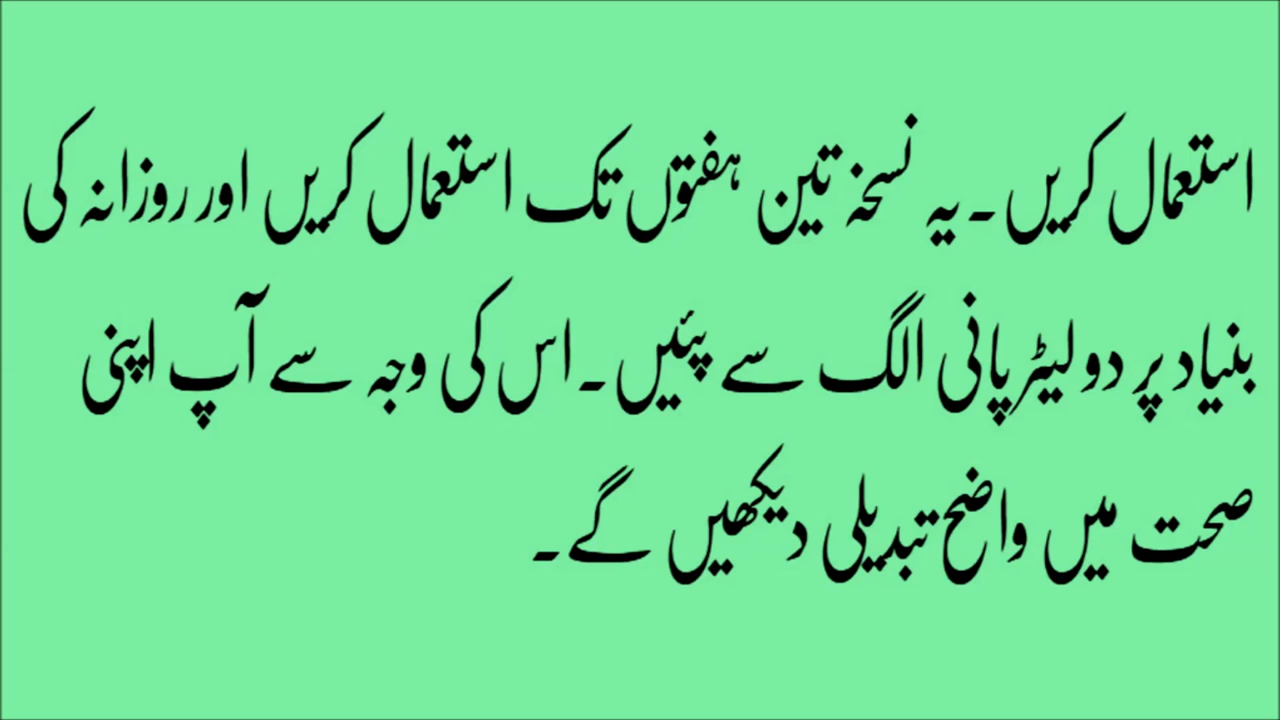 استعمال کریں۔ یہ نسخہ تین ہفتوں تک استعمال کریں اور روزانہ کی
بنیاد پر دو لیٹر پانی الگ سے پئیں۔ اس کی وجہ سے آپ اپنی
صحت میں واضح تبدیلی دیکھیں گے۔